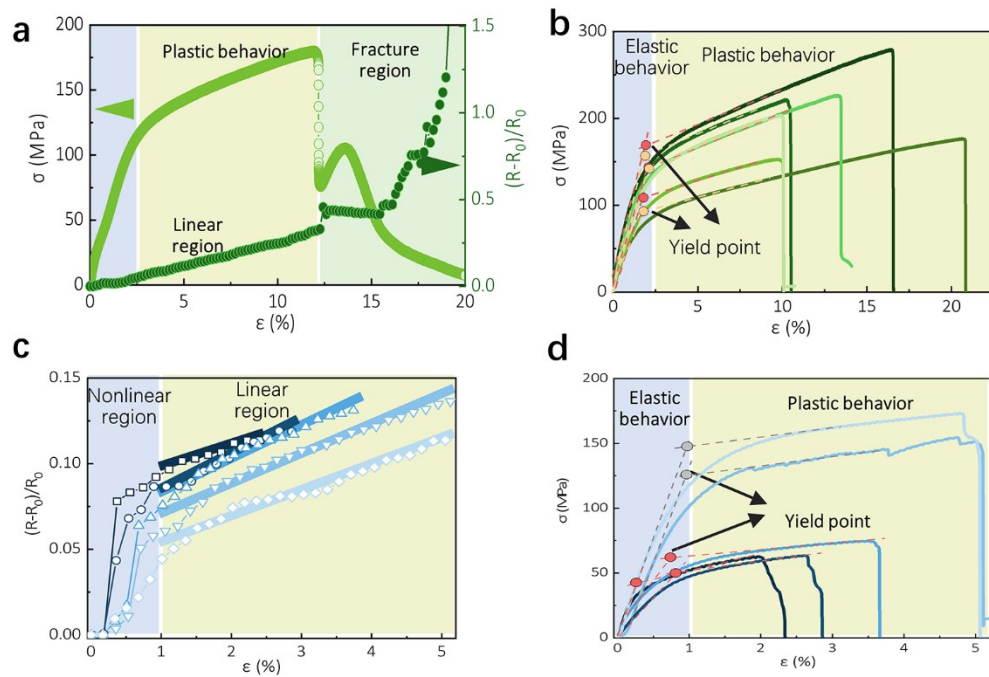 a
200
150
100
50
0
σ (MPa)
Plastic behavior
Fracture
region
Linear
region
1.5
1.0
0.5
0.0
(R-R₀)/R₀
0
5
10
15
20
ε (%)
b
300
200
100
0
σ (MPa)
Elastic
behavior
Plastic behavior
Yield point
0
5
10
15
20
ε (%)
c
0.15
0.10
0.05
0.00
(R-R₀)/R₀
Nonlinear
region
Linear
region
0
1
2
3
4
5
ε (%)
d
200
150
100
50
0
σ (MPa)
Elastic
behavior
Plastic behavior
Yield point
0
1
2
3
4
5
ε (%)